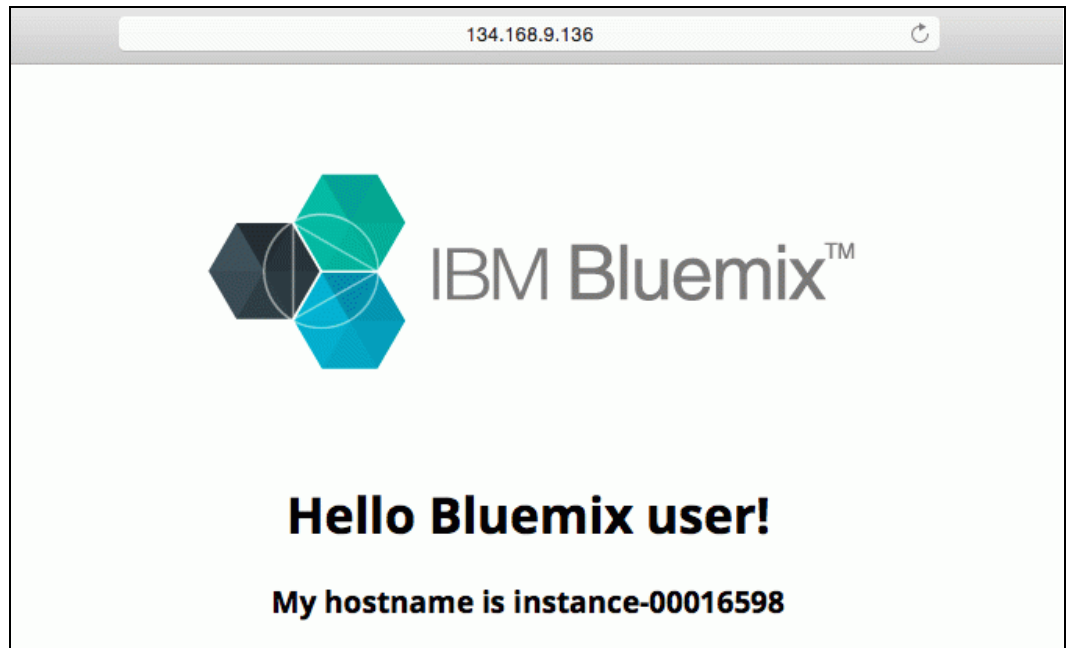 134.168.9.136
IBM Bluemix™
Hello Bluemix user!
My hostname is instance-00016598